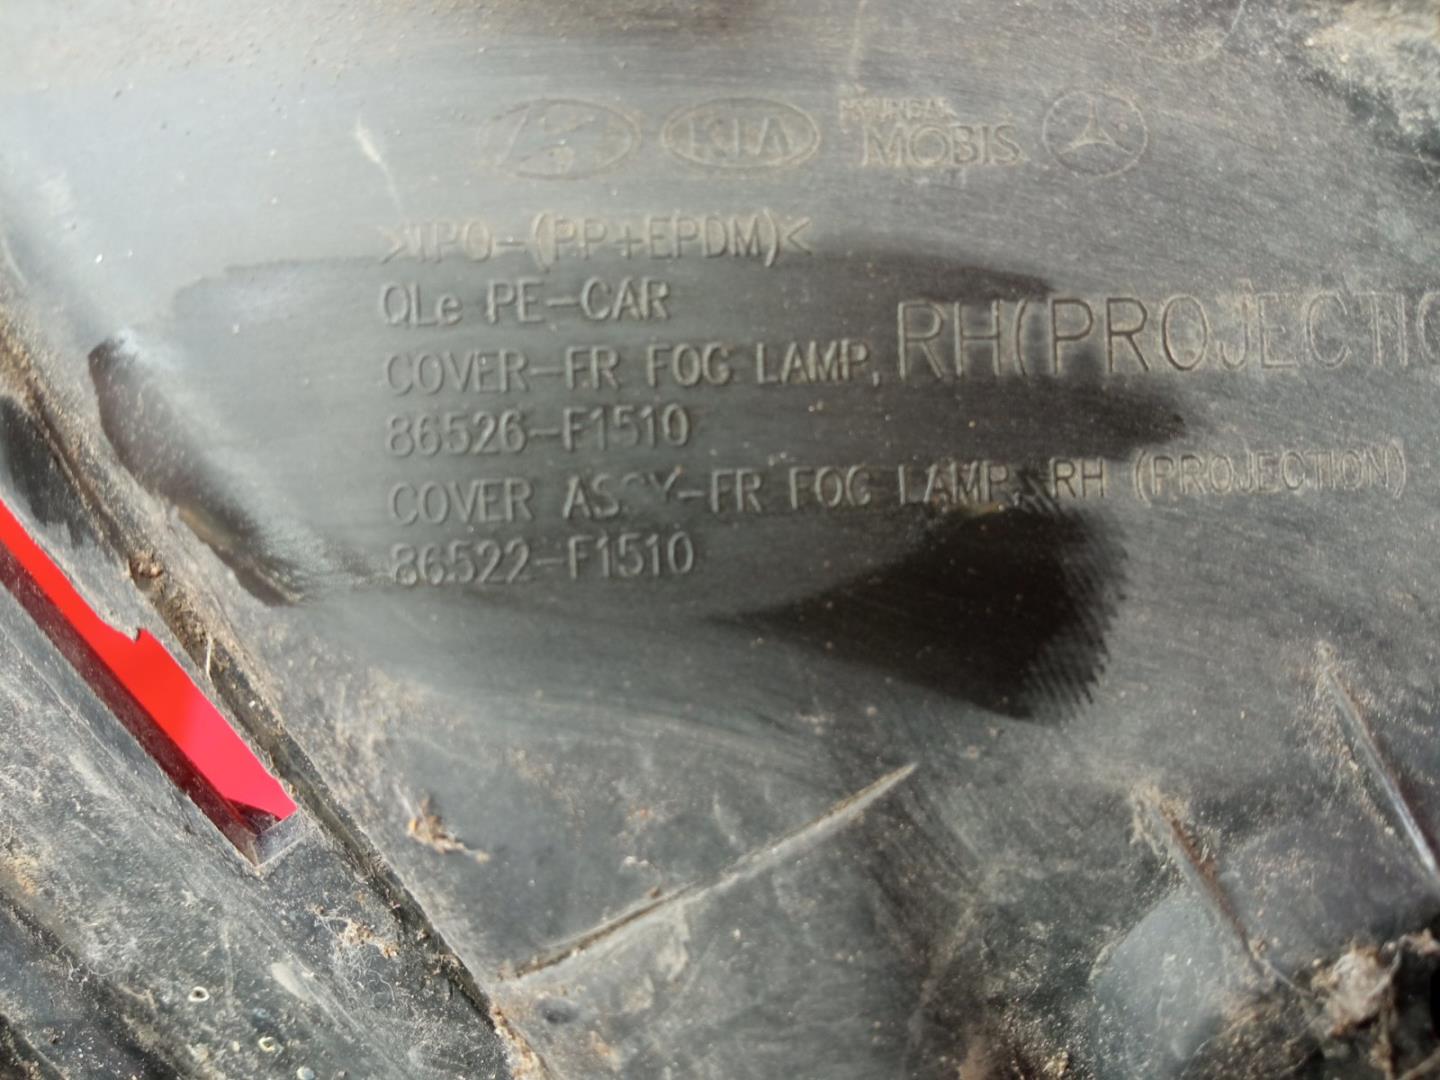 KIA
HYUNDAI
MOBIS
>TPO-(PP+EPDM)<
QLe PE-CAR
COVER-FR FOG LAMP, RH(PROJECTIO
86526-F1510
COVER ASSY-FR FOG LAMP, RH (PROJECTION)
86522-F1510